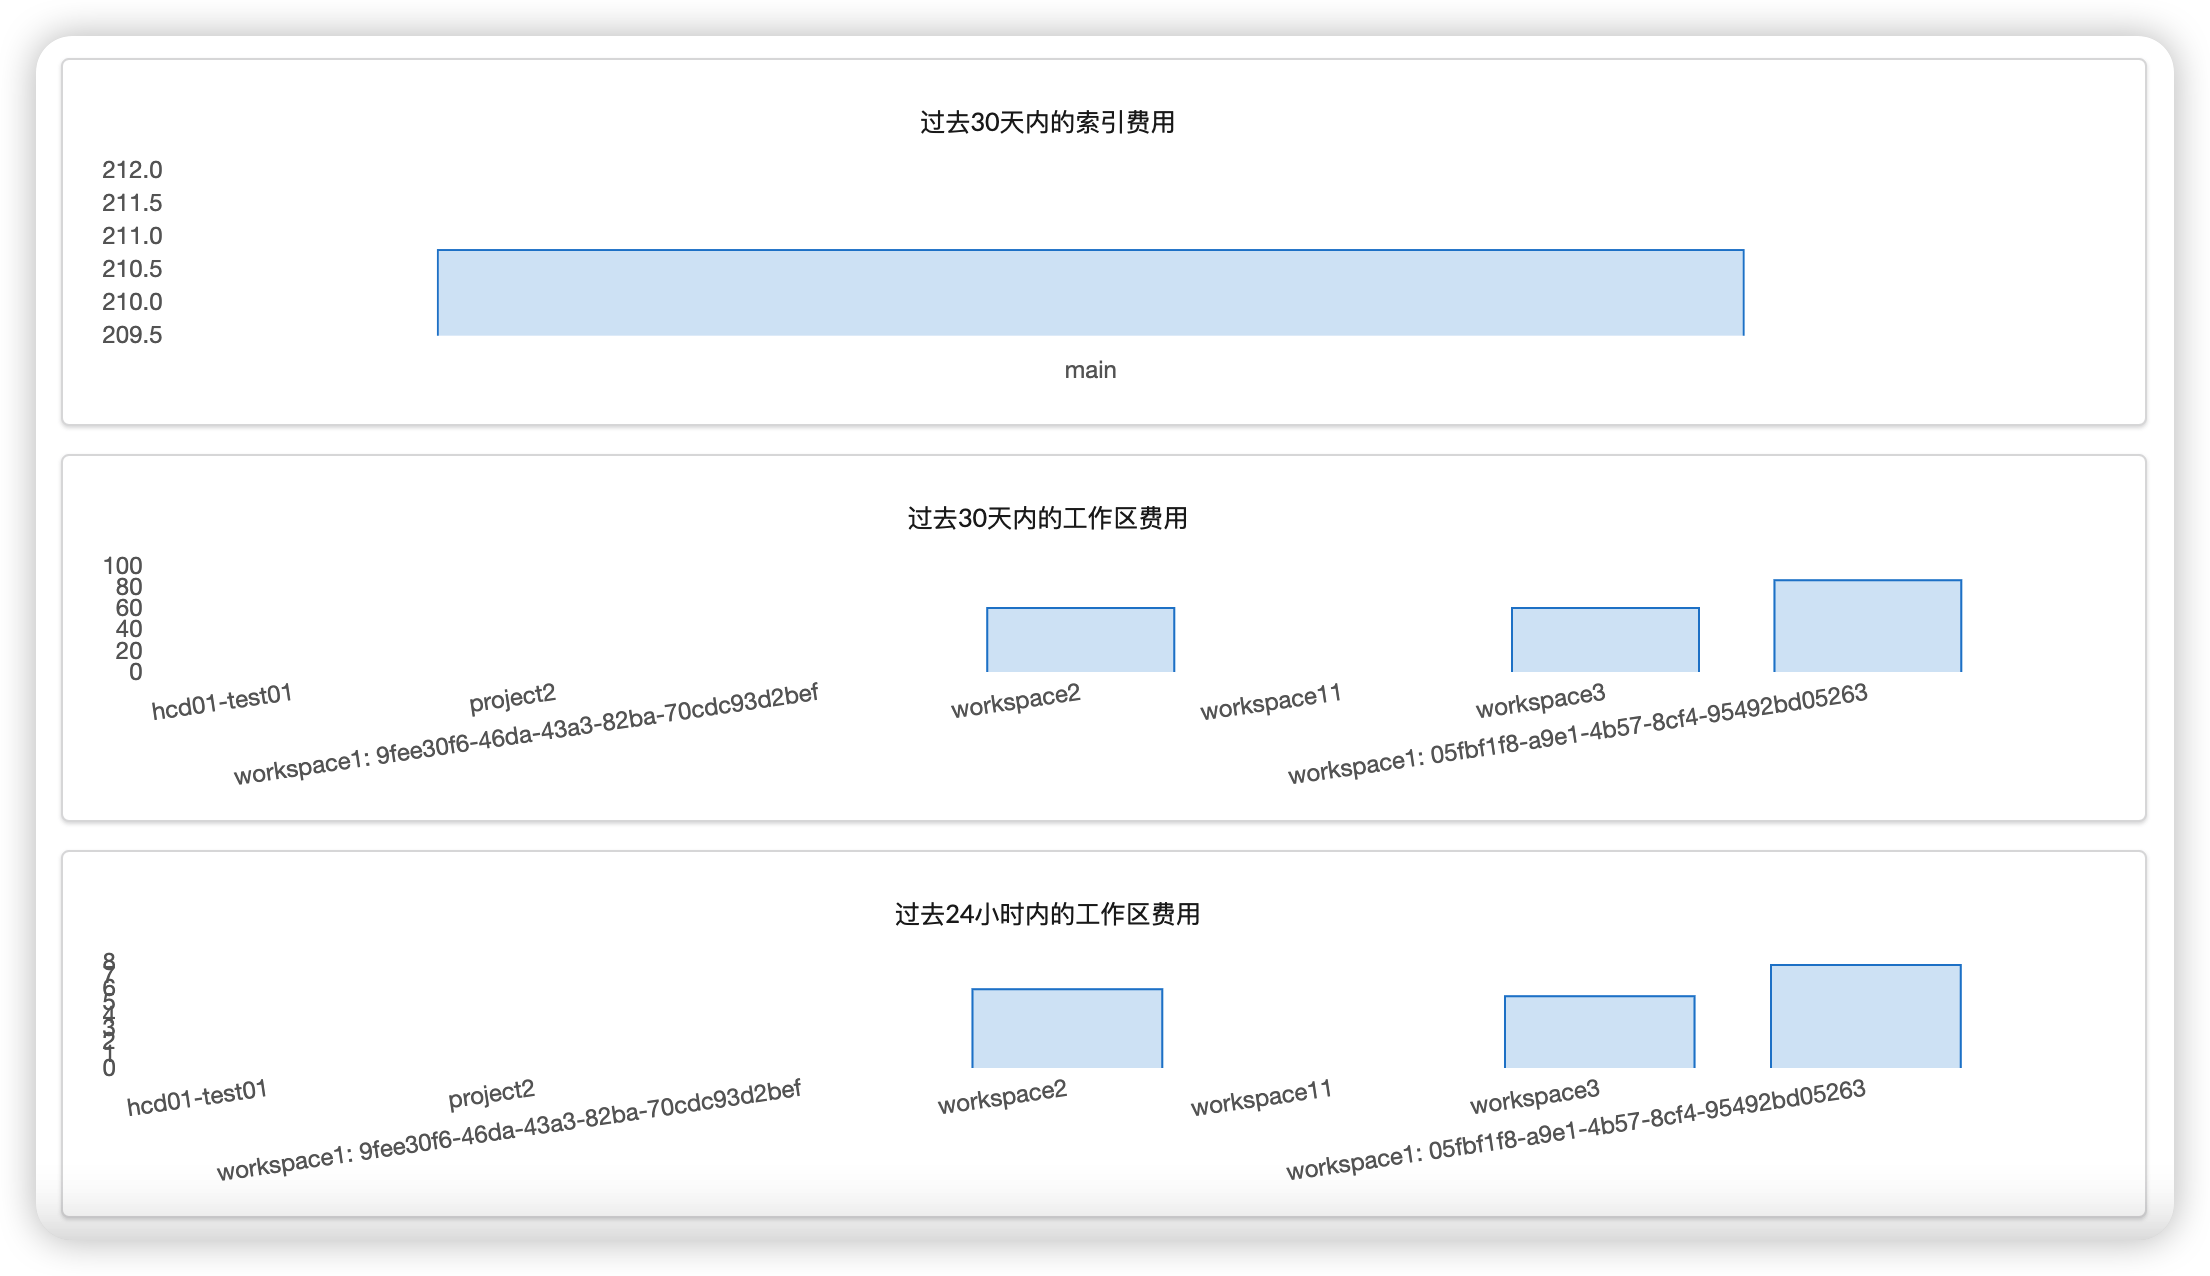 过去30天内的索引费用
212.0
211.5
211.0
210.5
210.0
209.5
main
过去30天内的工作区费用
100
80
60
40
20
0
hcd01-test01
project2
workspace1: 9fee30f6-46da-43a3-82ba-70cdc93d2bef
workspace2
workspace11
workspace3
workspace1: 05fbf1f8-a9e1-4b57-8cf4-95492bd05263
过去24小时内的工作区费用
8
7
6
5
4
3
2
1
0
hcd01-test01
project2
workspace1: 9fee30f6-46da-43a3-82ba-70cdc93d2bef
workspace2
workspace11
workspace3
workspace1: 05fbf1f8-a9e1-4b57-8cf4-95492bd05263